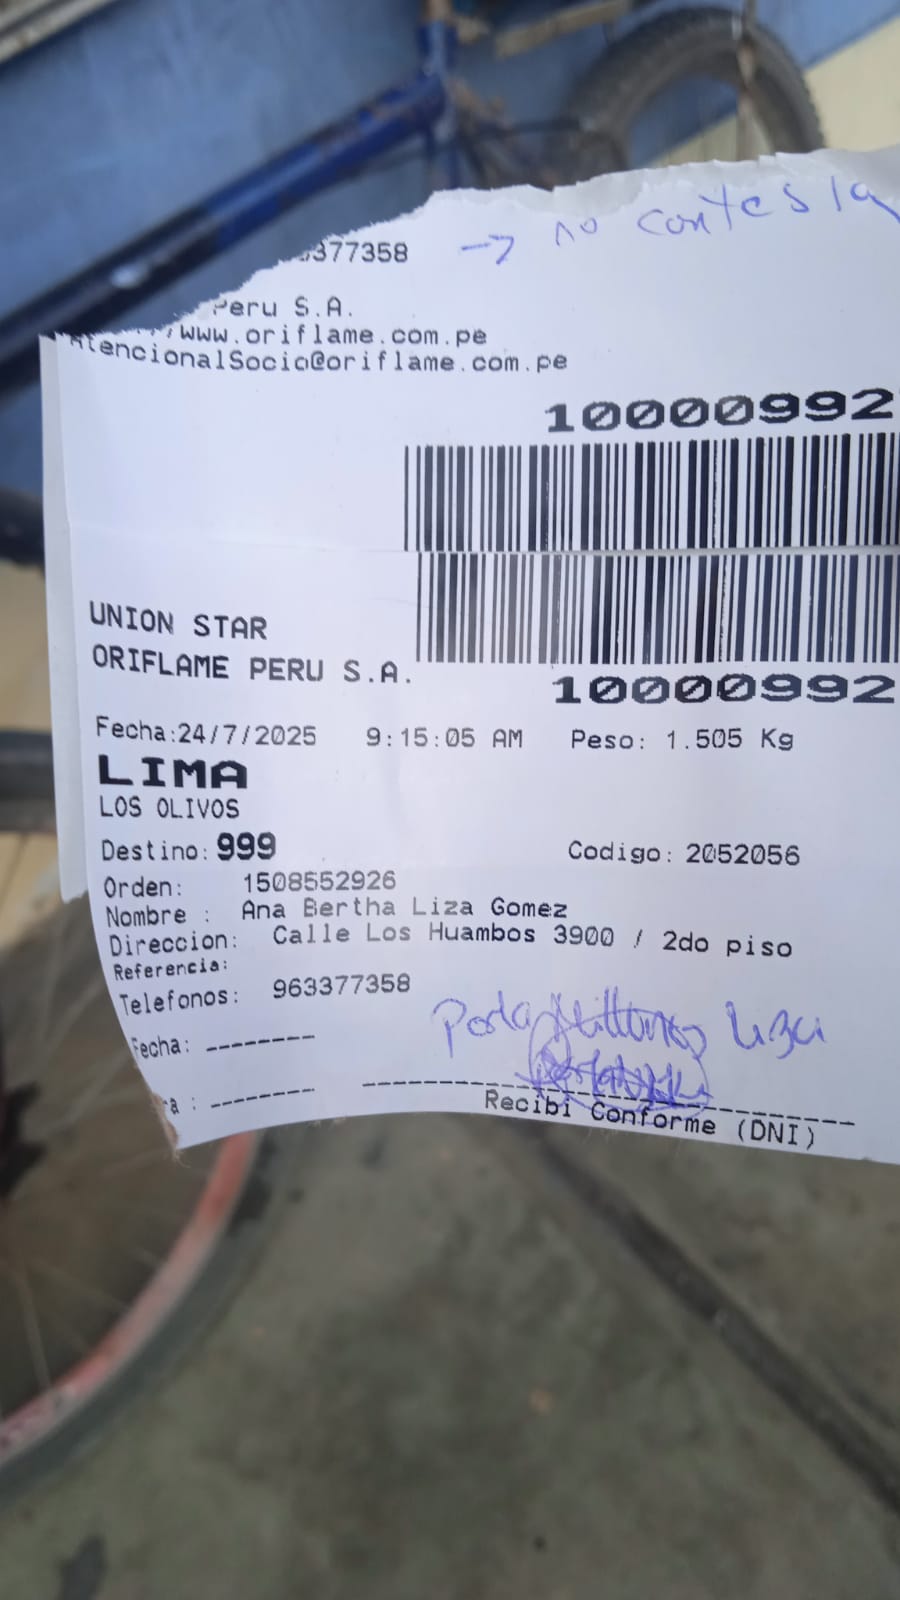 377358 → no contesta
Peru S.A.
www.oriflame.com.pe
AtencionalSocio@oriflame.com.pe
10000992
UNION STAR
ORIFLAME PERU S.A.
10000992
Fecha:24/7/2025 9:15:05 AM Peso: 1.505 Kg
LIMA
LOS OLIVOS
Destino: 999 Codigo: 2052056
Orden: 1508552926
Nombre : Ana Bertha Liza Gomez
Direccion: Calle Los Huambos 3900 / 2do piso
Referencia:
Telefonos: 963377358
Liza
Fecha: --------
ra : --------
Recibi Conforme (DNI)